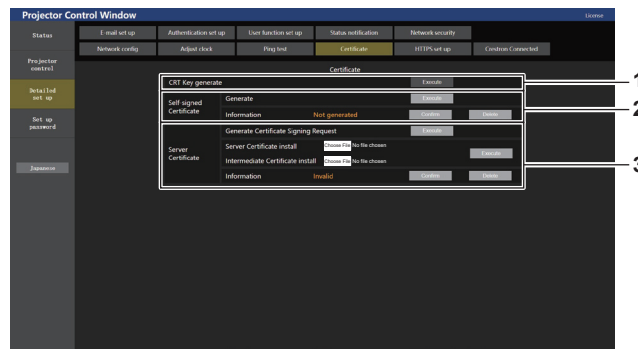 Projector Control Window
License
Status
E-mail set up
Authentication set up
User function set up
Status notification
Network security
Network config
Adjust clock
Ping test
Certificate
HTTPS set up
Crestron Connected
Projector
control
Detailed
set up
Set up
password
Japanese
Certificate
CRT Key generate
Execute
1
Self-signed
Certificate
Generate
Execute
Information
Not generated
Confirm
Delete
2
Server
Certificate
Generate Certificate Signing Request
Execute
Server Certificate install
Choose File No file chosen
Intermediate Certificate install
Choose File No file chosen
Execute
Information
Invalid
Confirm
Delete
3